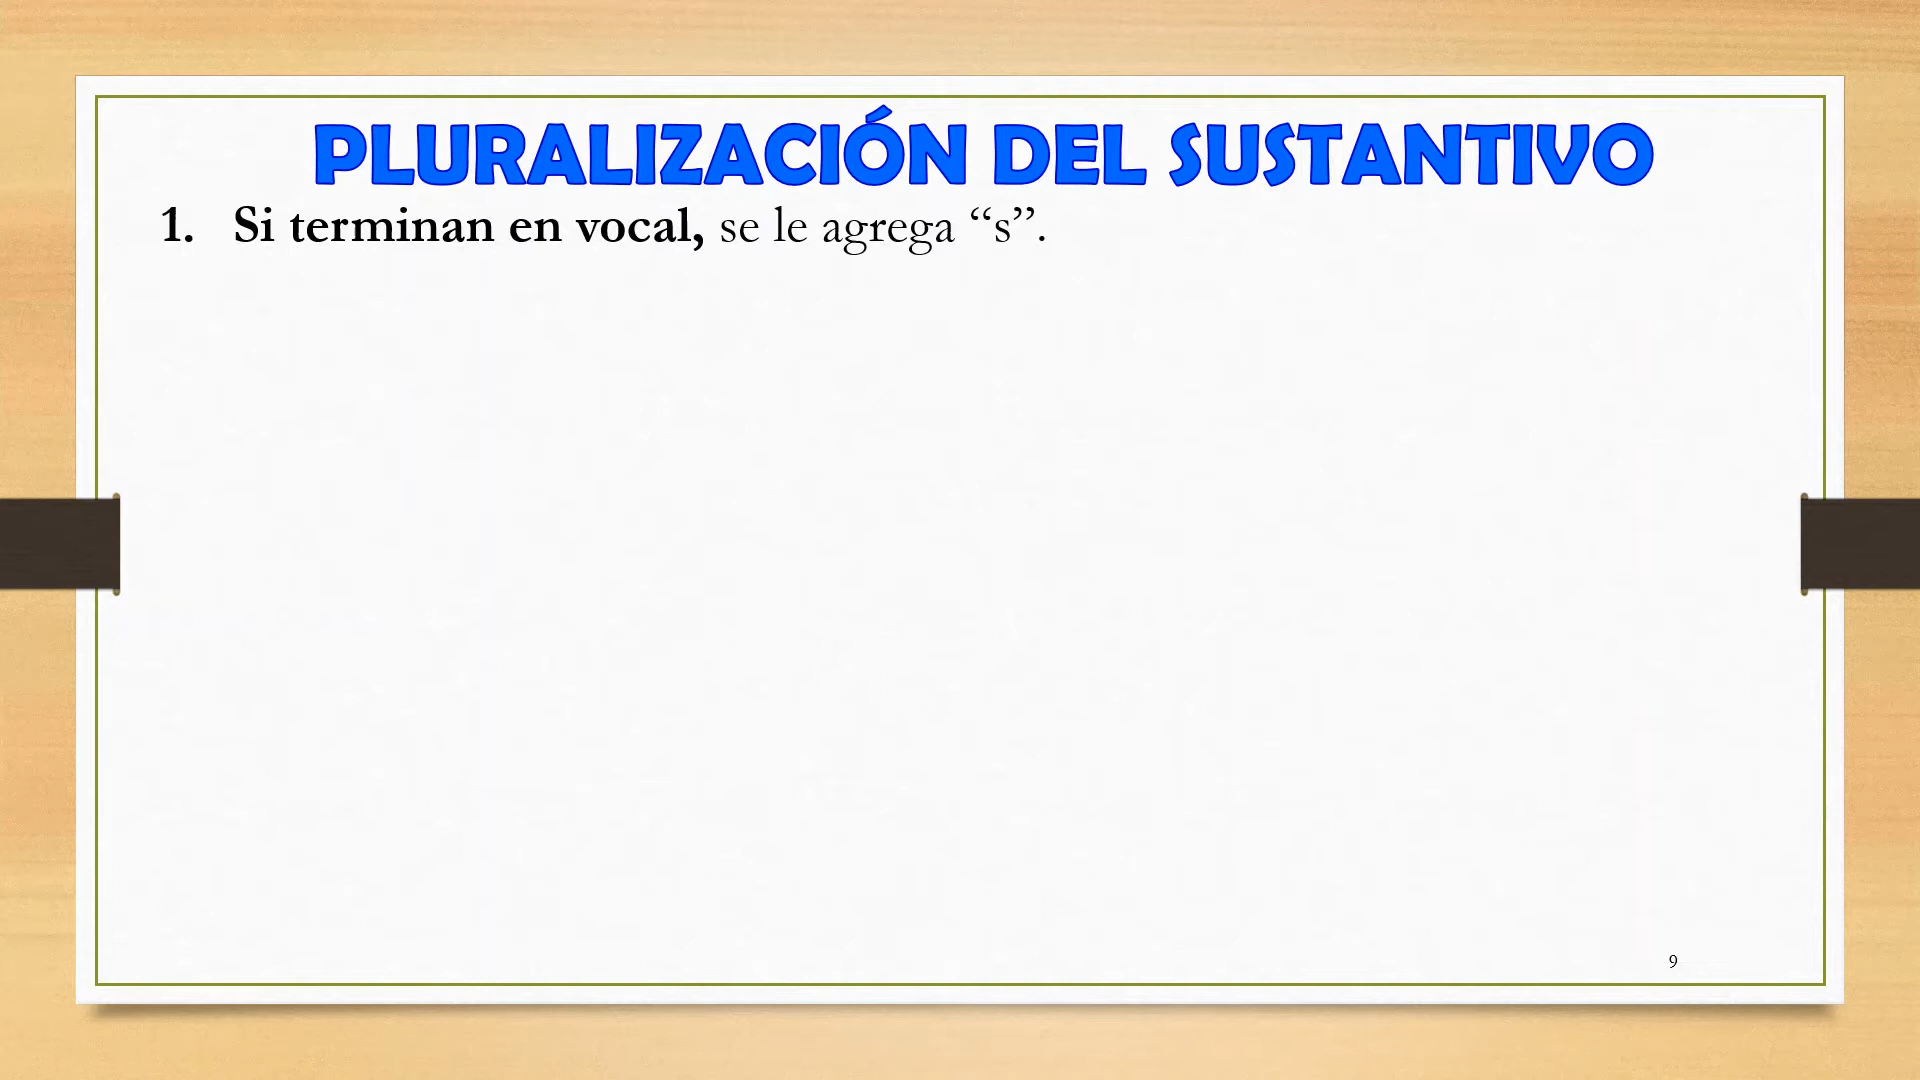 PLURALIZACIÓN DEL SUSTANTIVO
1. Si terminan en vocal, se le agrega “s”.
9